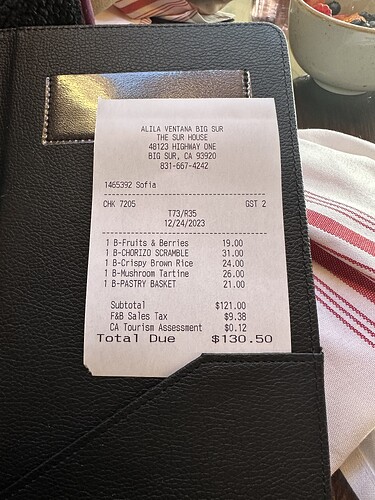 ALILA VENTANA BIG SUR
THE SUR HOUSE
48123 HIGHWAY ONE
BIG SUR, CA 93920
831-667-4242
1465392 Sofia
CHK 7205 GST 2
T73/R35
12/24/2023
1 B-Fruits & Berries 19.00
1 B-CHORIZO SCRAMBLE 31.00
1 B-Crispy Brown Rice 24.00
1 B-Mushroom Tartine 26.00
1 B-PASTRY BASKET 21.00
Subtotal $121.00
F&B Sales Tax $9.38
CA Tourism Assessment $0.12
Total Due $130.50